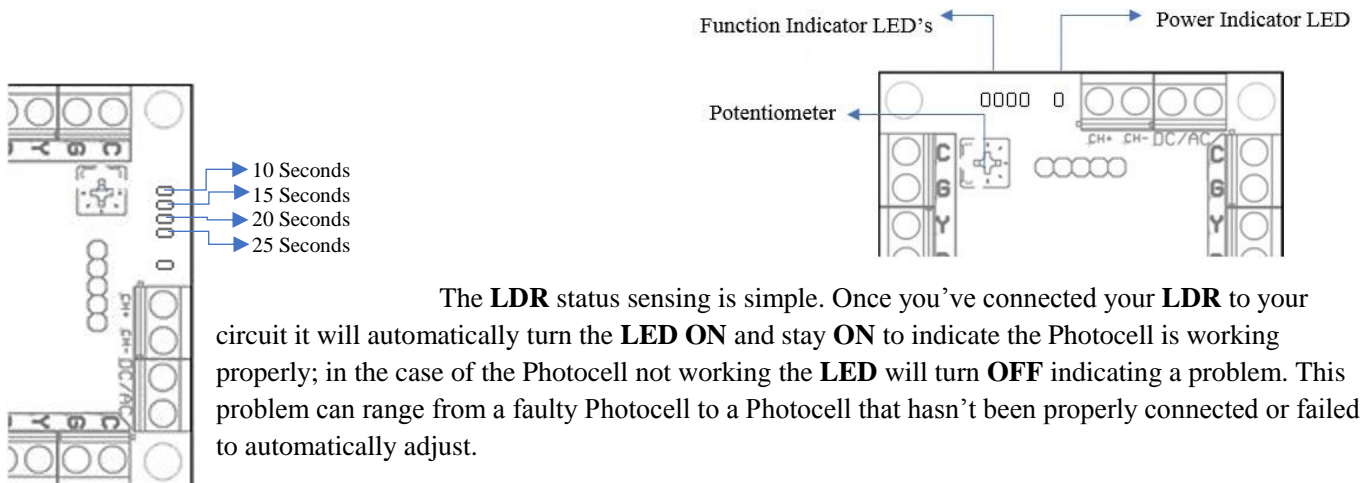 Function Indicator LED's
Power Indicator LED
Potentiometer
CH+ CH- DC/AC/
C
G
Y
C
G
Y
C
G
Y
10 Seconds
15 Seconds
20 Seconds
25 Seconds
CH+ CH- DC/AC/
C
G
Y
The LDR status sensing is simple. Once you've connected your LDR to your
circuit it will automatically turn the LED ON and stay ON to indicate the Photocell is working
properly; in the case of the Photocell not working the LED will turn OFF indicating a problem. This
problem can range from a faulty Photocell to a Photocell that hasn't been properly connected or failed
to automatically adjust.